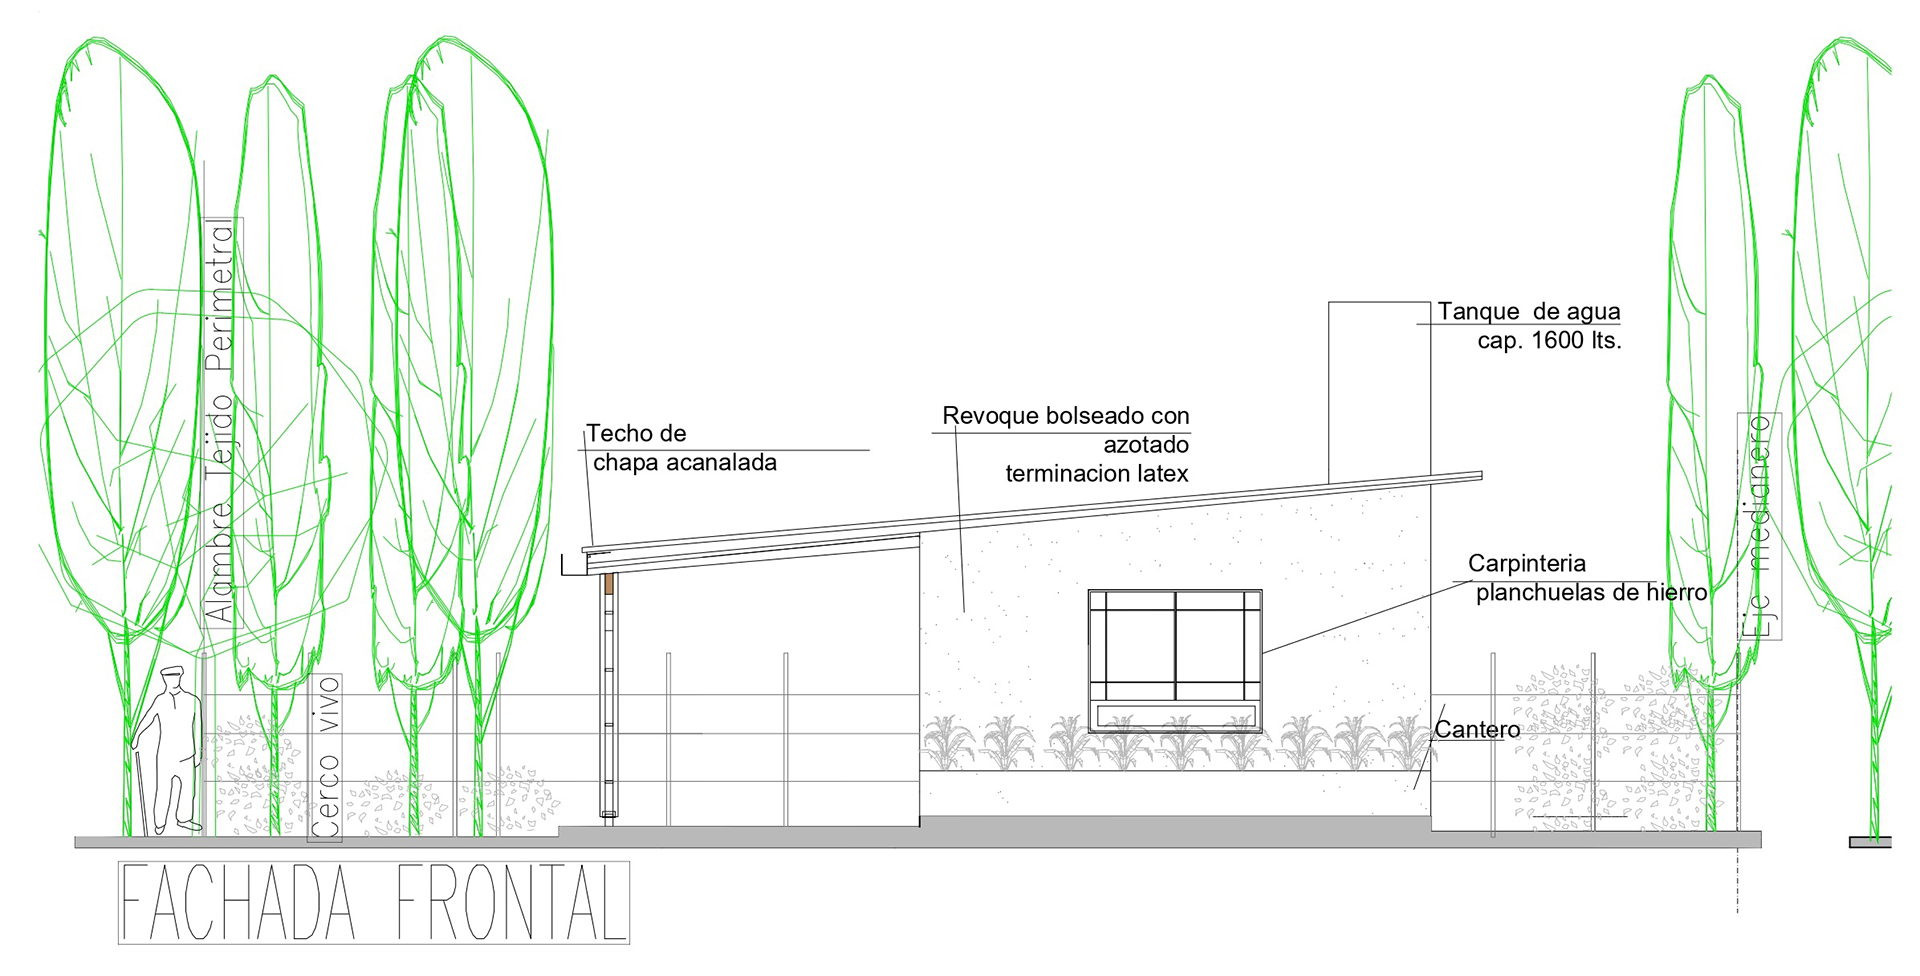 Alambre Tejido Perimetral
Tanque de agua
cap. 1600 lts.
Revoque bolseado con
azotado
terminacion latex
Techo de
chapa acanalada
Eje medianero
Carpinteria
planchuelas de hierro
Cerco vivo
Cantero
FACHADA FRONTAL